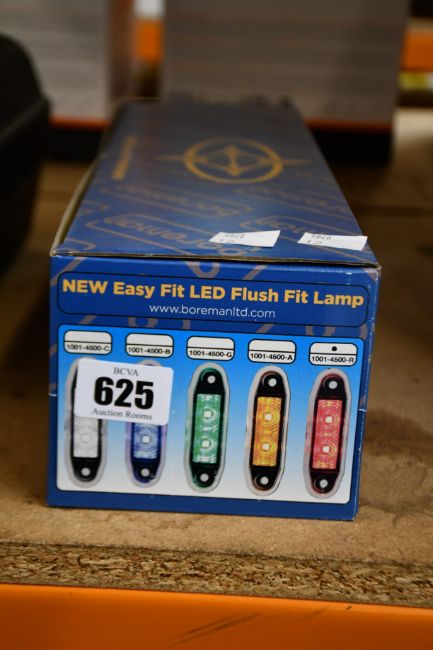 NEW Easy Fit LED Flush Fit Lamp
www.boremanltd.com
1001-4500-C 1001-4500-B 1001-4500-G 1001-4500-A 1001-4500-R
BCVA
625
Auction Rooms